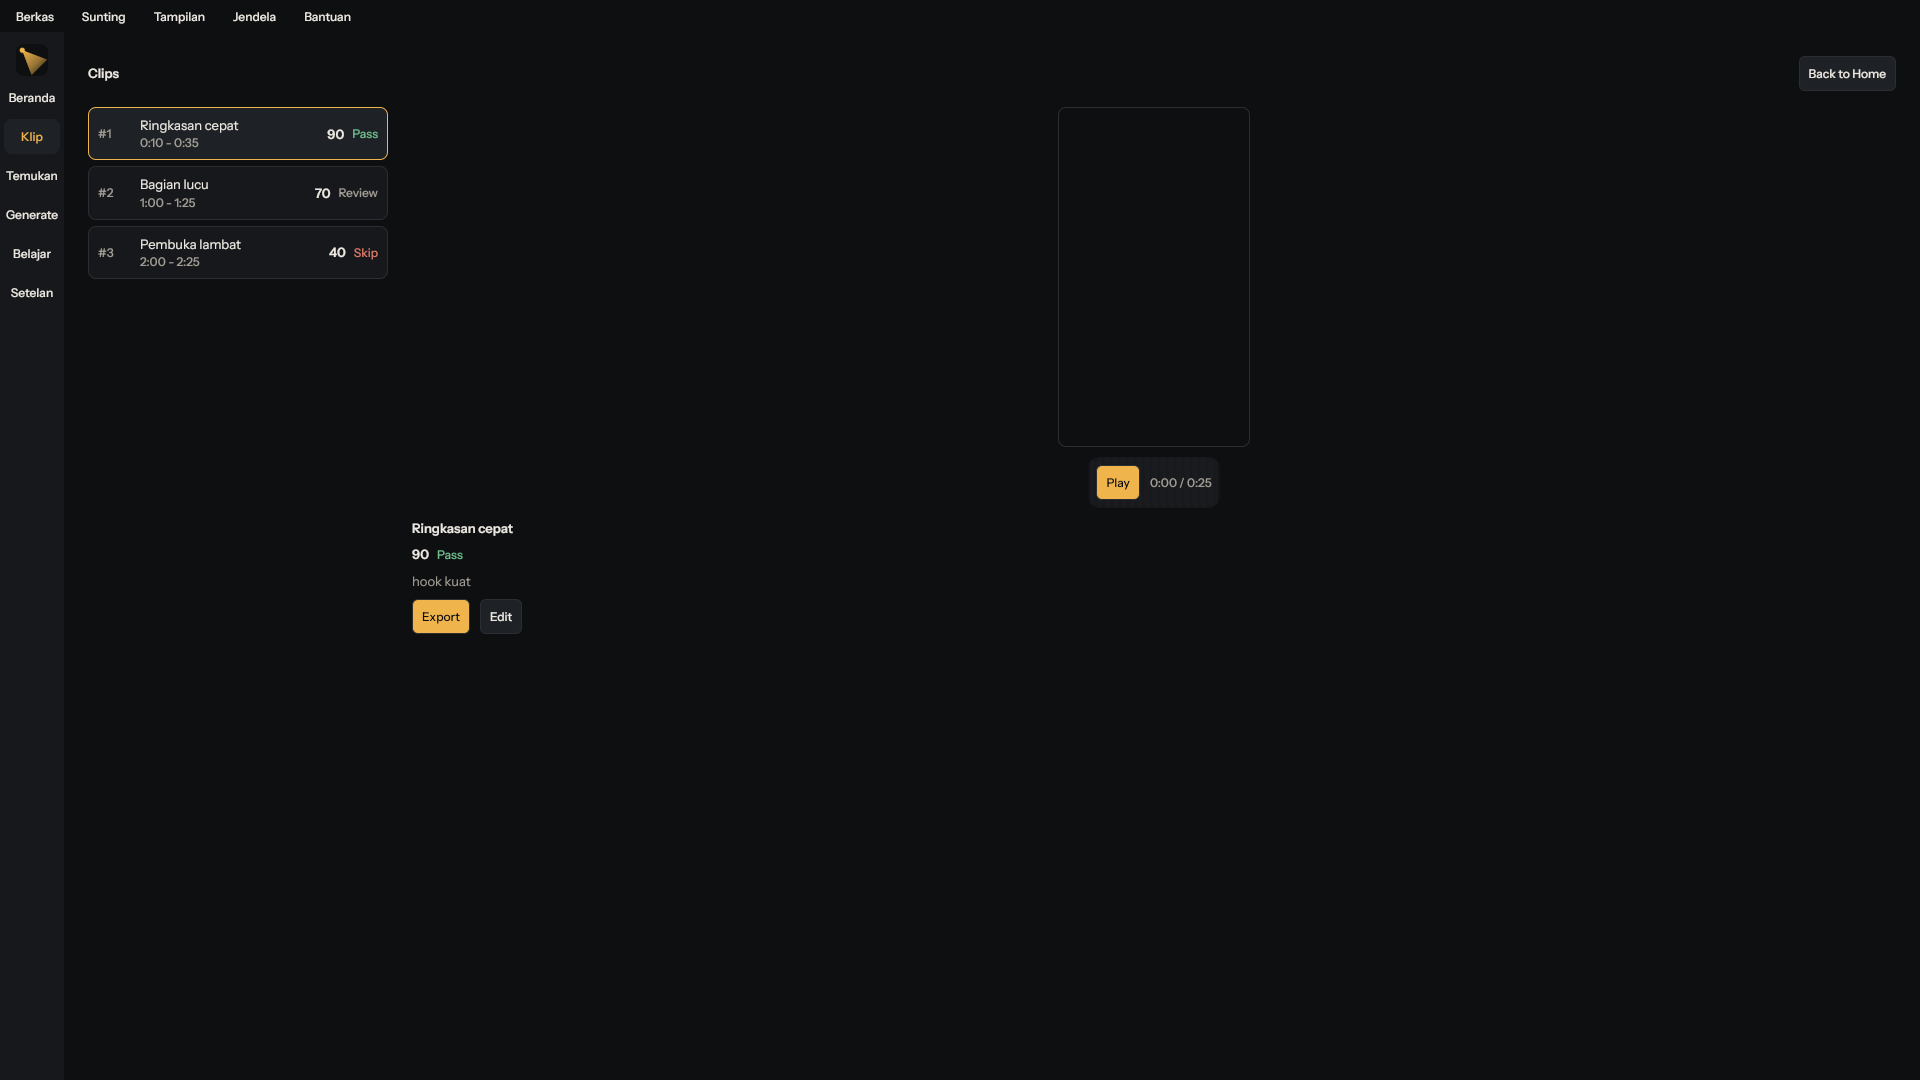 Berkas Sunting Tampilan Jendela Bantuan
Beranda
Klip
Temukan
Generate
Belajar
Setelan
Clips
Back to Home
#1 Ringkasan cepat 90 Pass
0:10 - 0:35
#2 Bagian lucu 70 Review
1:00 - 1:25
#3 Pembuka lambat 40 Skip
2:00 - 2:25
Play 0:00 / 0:25
Ringkasan cepat
90 Pass
hook kuat
Export Edit